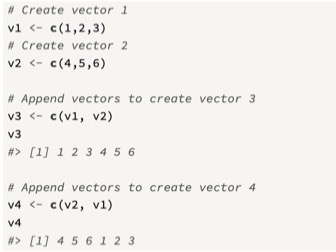 # Create vector 1
v1 <- c(1,2,3)
# Create vector 2
v2 <- c(4,5,6)
# Append vectors to create vector 3
v3 <- c(v1, v2)
v3
#> [1] 1 2 3 4 5 6
# Append vectors to create vector 4
v4 <- c(v2, v1)
v4
#> [1] 4 5 6 1 2 3